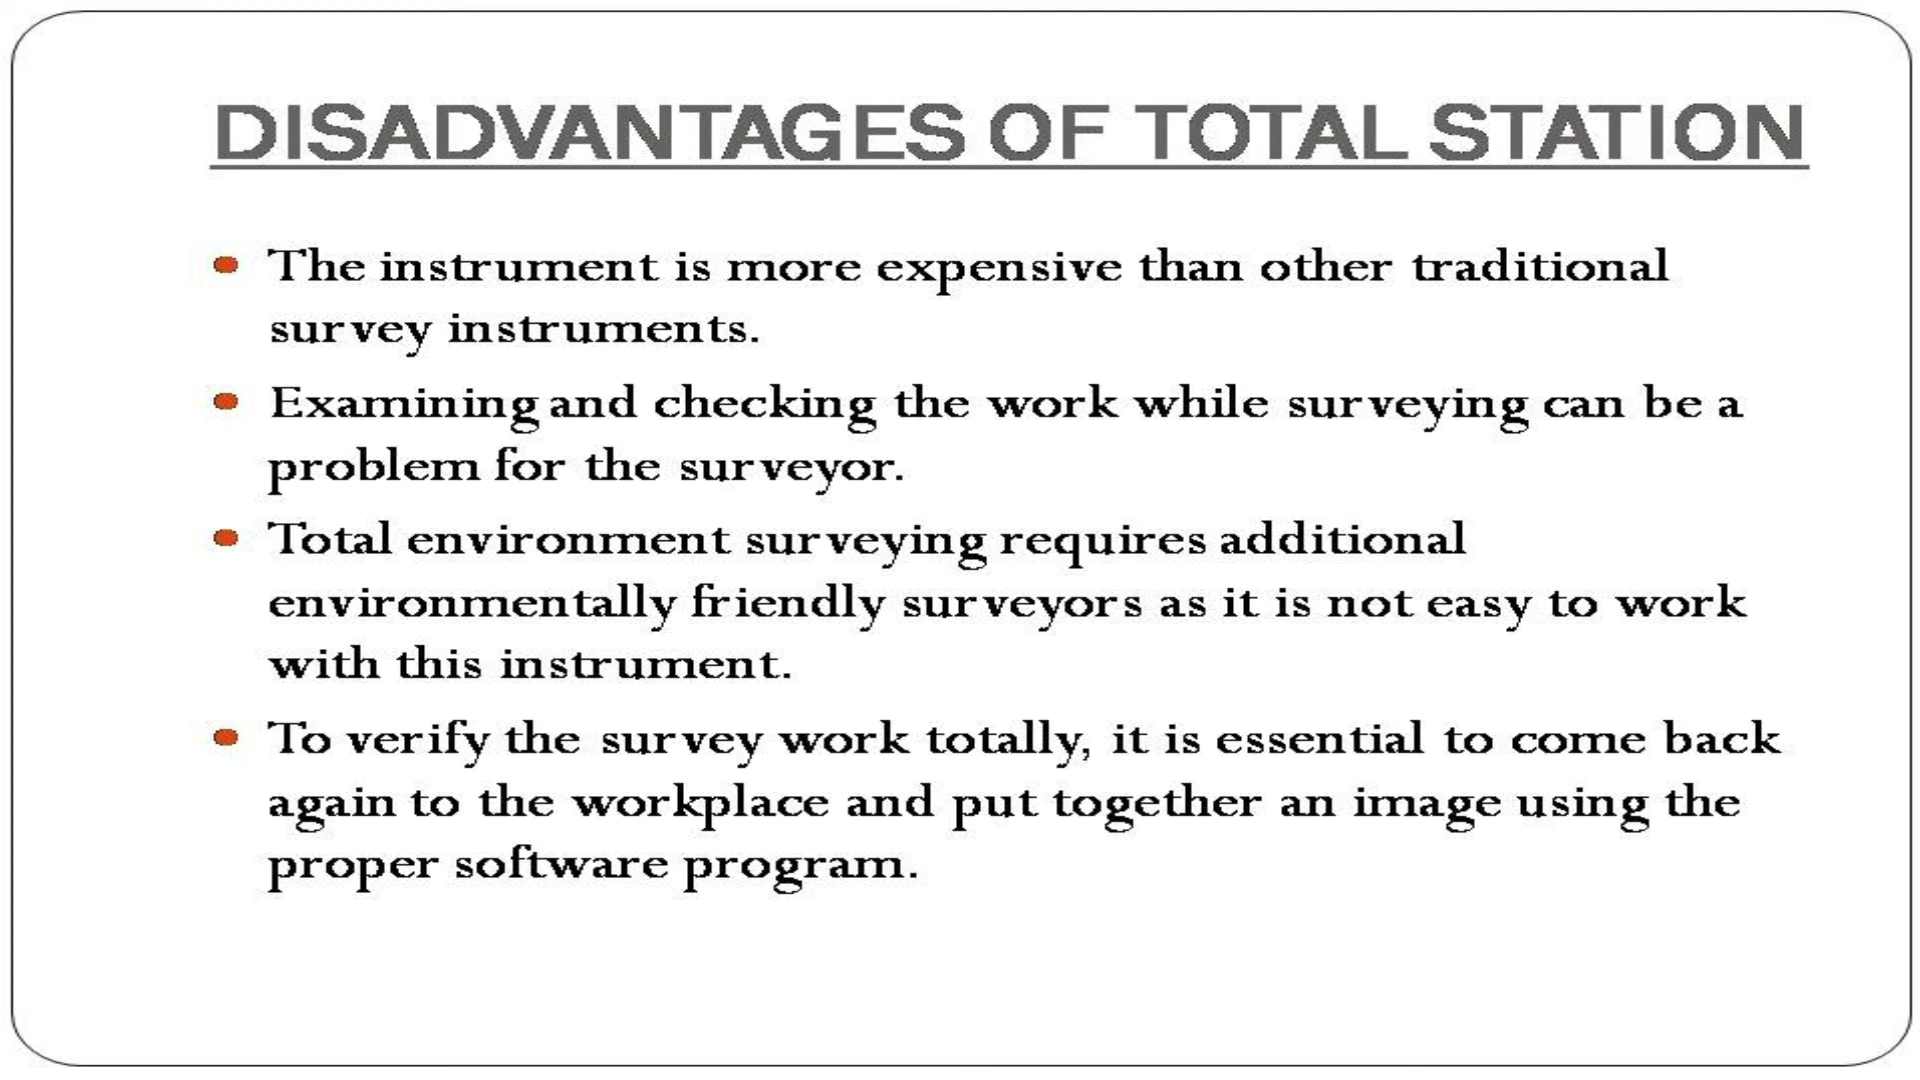 DISADVANTAGES OF TOTAL STATION
• The instrument is more expensive than other traditional
survey instruments.
• Examining and checking the work while surveying can be a
problem for the surveyor.
• Total environment surveying requires additional
environmentally friendly surveyors as it is not easy to work
with this instrument.
• To verify the survey work totally, it is essential to come back
again to the workplace and put together an image using the
proper software program.